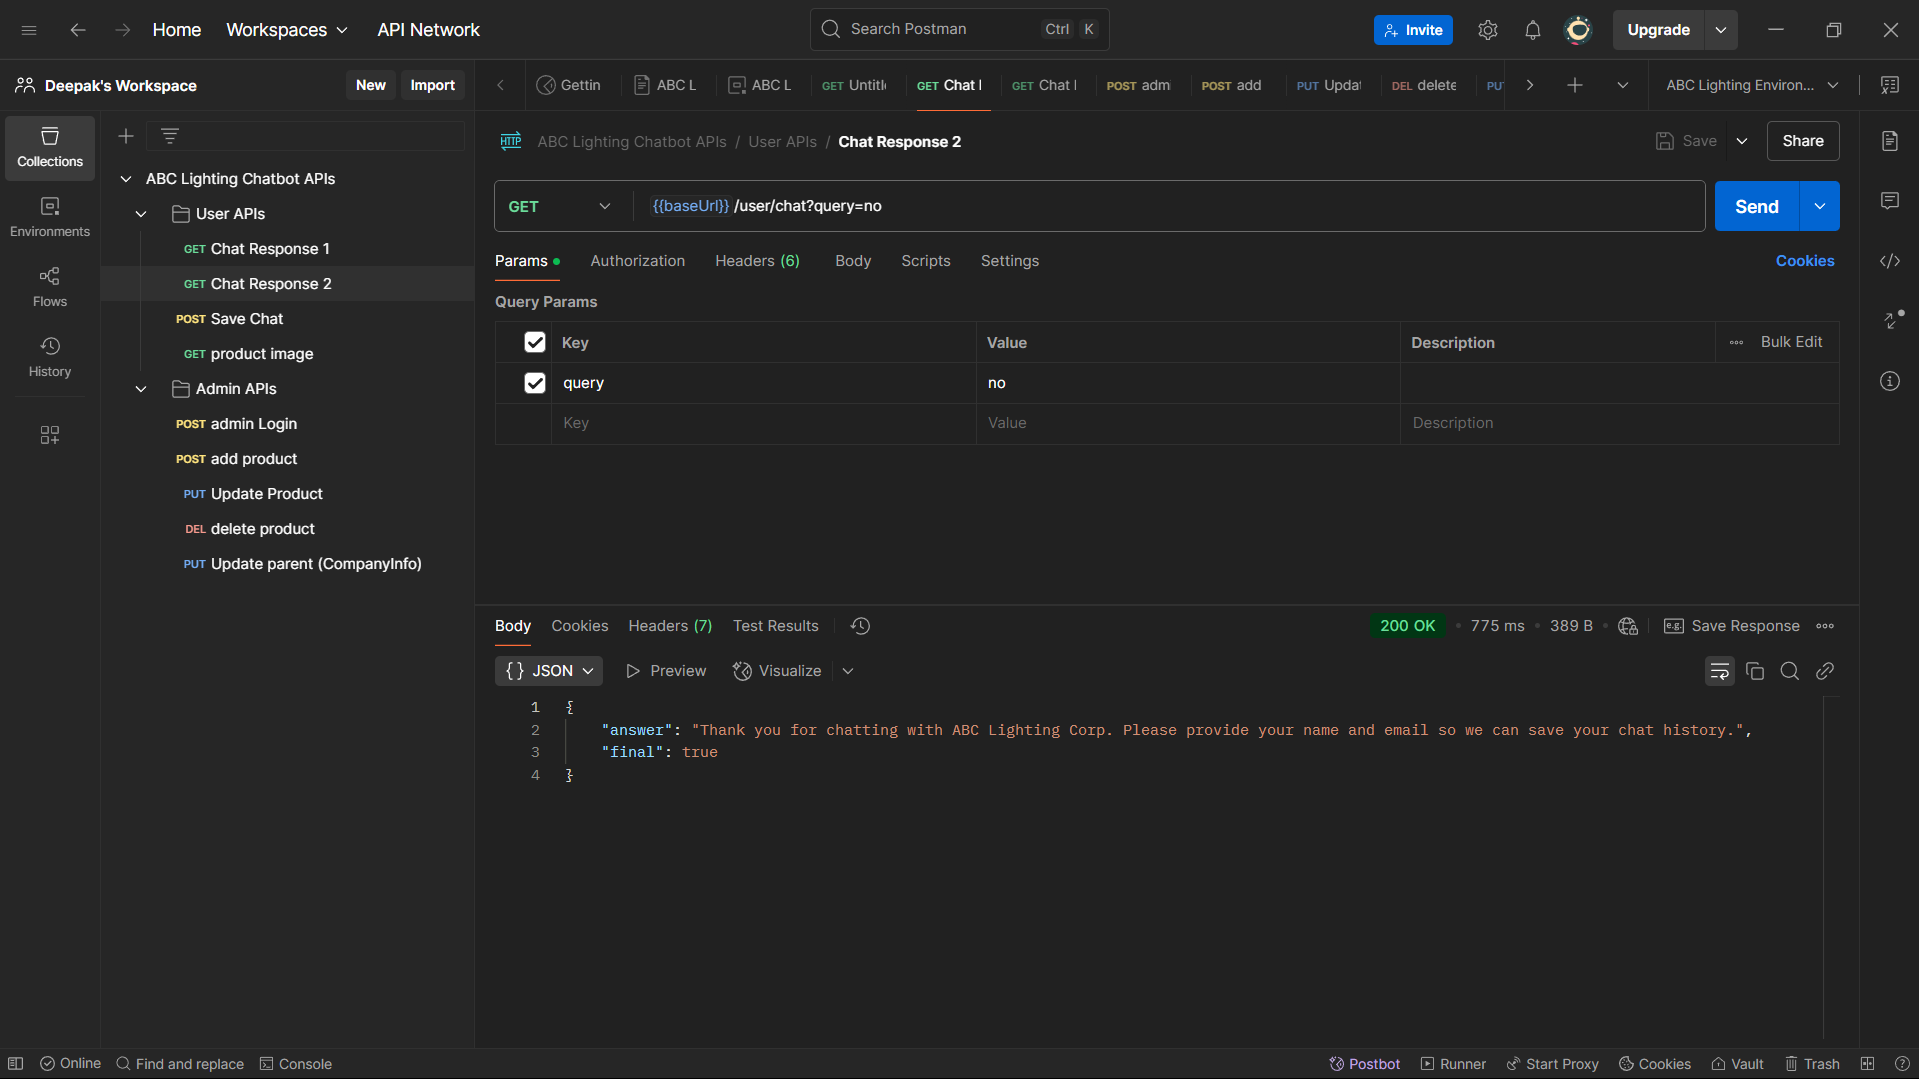 Home Workspaces API Network Search Postman Ctrl K Invite Upgrade
Deepak's Workspace New Import Gettin ABC L ABC L GET Untitle GET Chat GET Chat POST admi POST add PUT Updat DEL delete PU ABC Lighting Environ...
Collections
Environments
Flows
History
ABC Lighting Chatbot APIs
User APIs
GET Chat Response 1
GET Chat Response 2
POST Save Chat
GET product image
Admin APIs
POST admin Login
POST add product
PUT Update Product
DEL delete product
PUT Update parent (CompanyInfo)
HTTP ABC Lighting Chatbot APIs / User APIs / Chat Response 2 Save Share
GET {{baseUrl}}/user/chat?query=no Send
Params Authorization Headers (6) Body Scripts Settings Cookies
Query Params
Key Value Description Bulk Edit
query no
Key Value Description
Body Cookies Headers (7) Test Results 200 OK 775 ms 389 B e.g. Save Response
{} JSON Preview Visualize
1 {
2 "answer": "Thank you for chatting with ABC Lighting Corp. Please provide your name and email so we can save your chat history.",
3 "final": true
4 }
Online Find and replace Console Postbot Runner Start Proxy Cookies Vault Trash